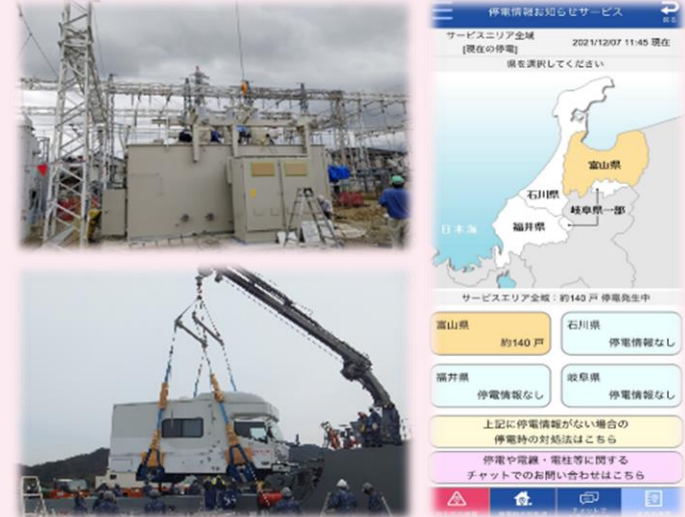 停電情報お知らせサービス
戻る
サービスエリア全域
[現在の停電]
2021/12/07 11:45 現在
県を選択してください
富山県
石川県
岐阜県一部
福井県
日本海
サービスエリア全域：約140 戸 停電発生中
富山県
約140 戸
石川県
停電情報なし
福井県
停電情報なし
岐阜県
停電情報なし
上記に停電情報がない場合の
停電時の対処法はこちら
停電や電線・電柱等に関する
チャットでのお問い合わせはこちら